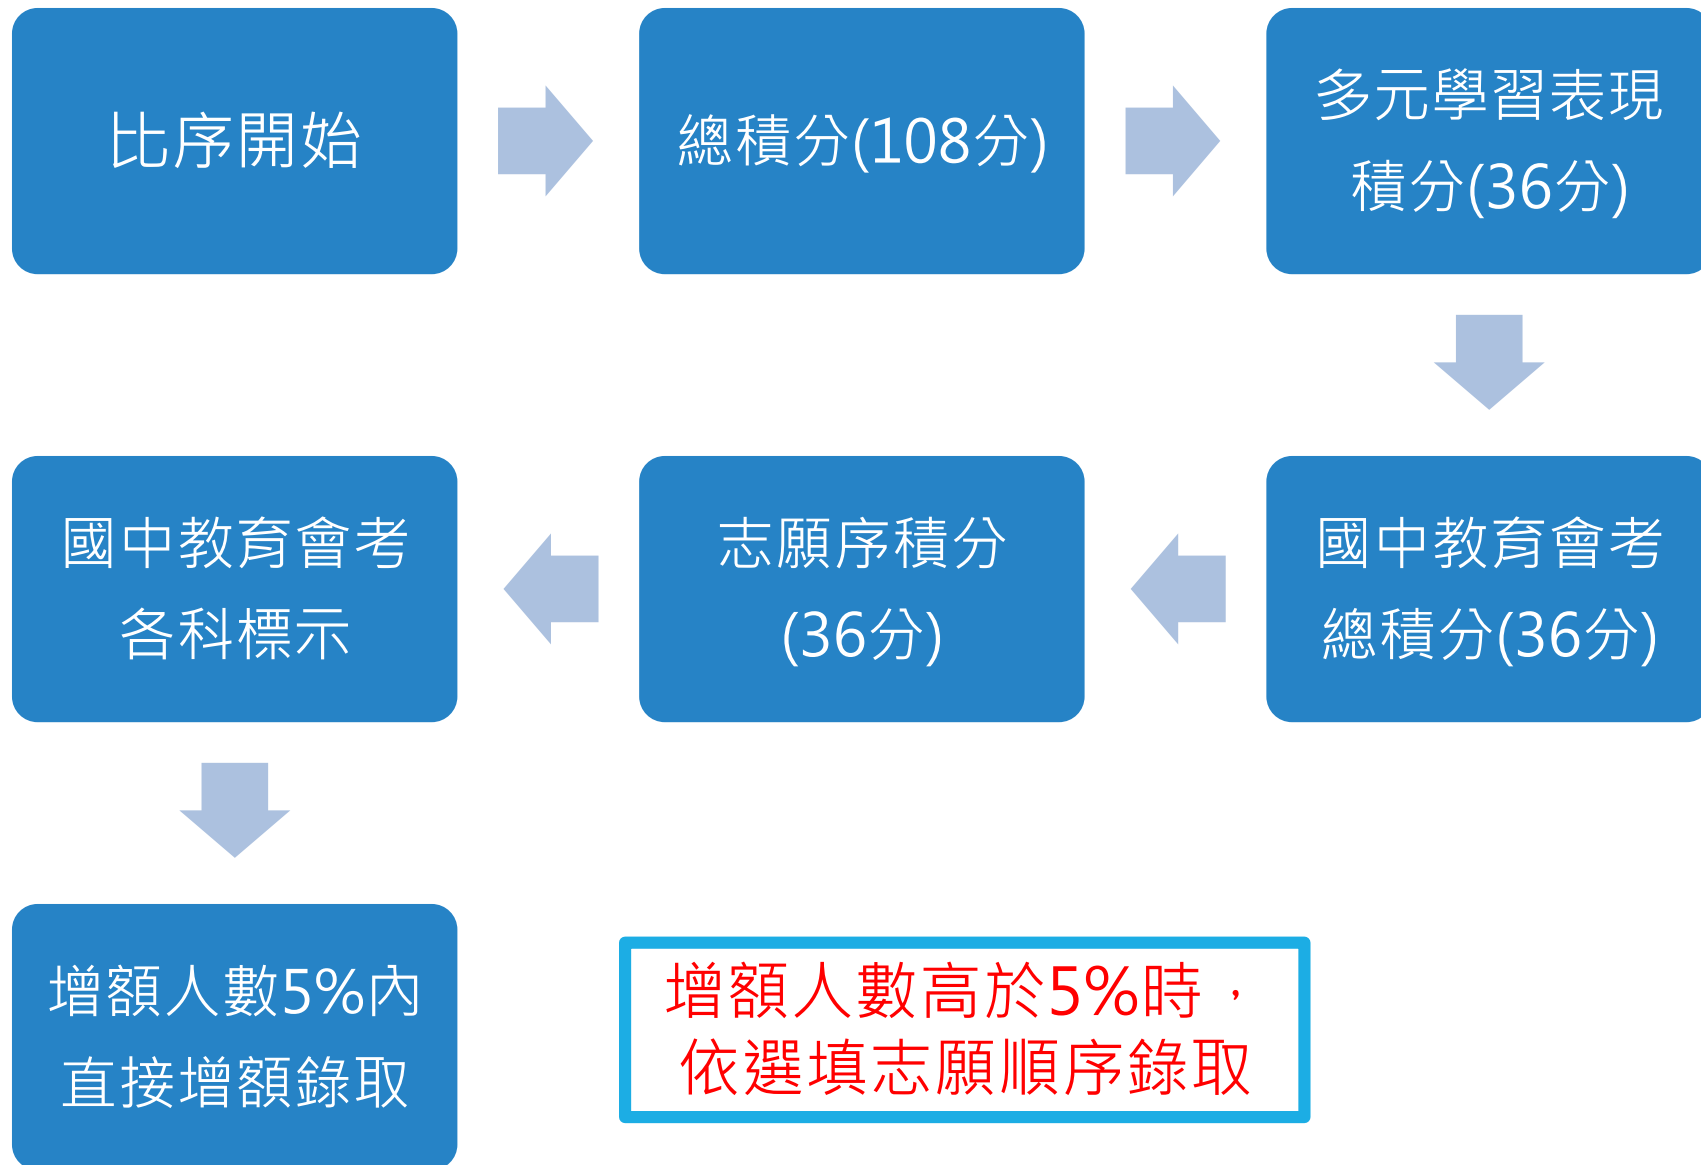 比序開始
總積分(108分)
多元學習表現
積分(36分)
國中教育會考
總積分(36分)
志願序積分
(36分)
國中教育會考
各科標示
增額人數5%內
直接增額錄取
增額人數高於5%時，
依選填志願順序錄取